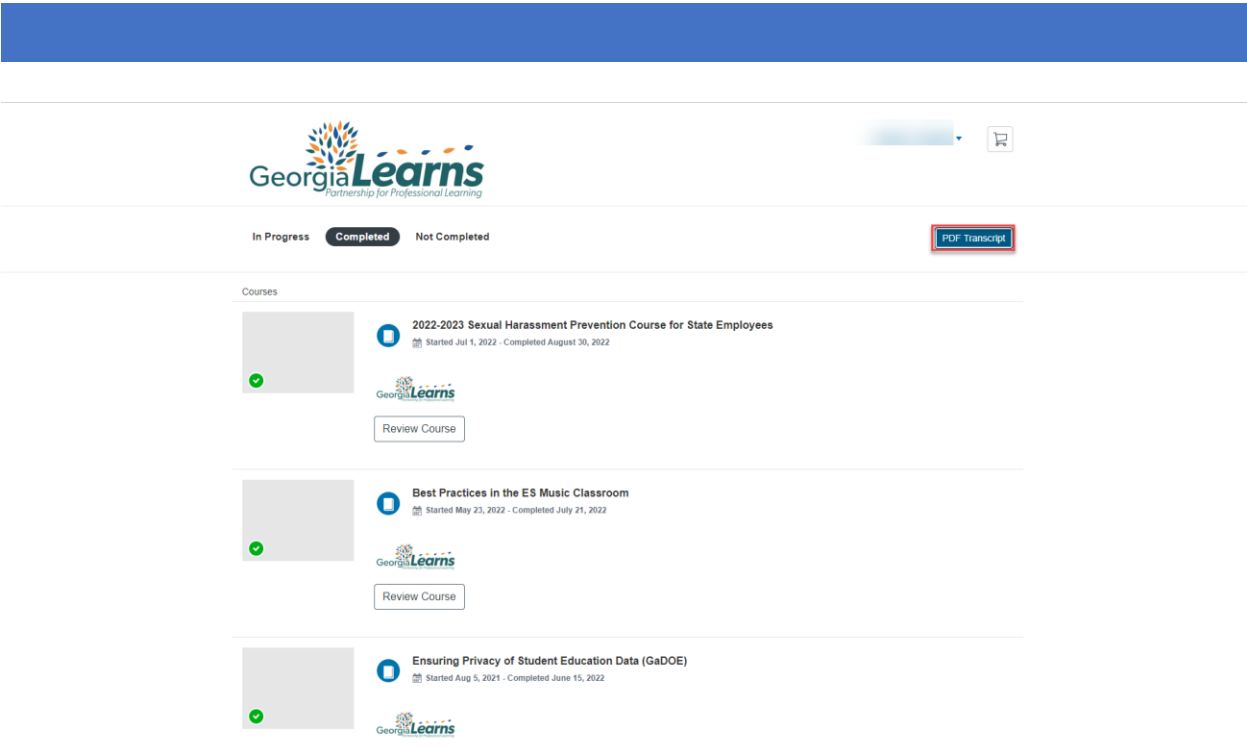 Georgia Learns
Partnership for Professional Learning
In Progress Completed Not Completed PDF Transcript
Courses
2022-2023 Sexual Harassment Prevention Course for State Employees
Started Jul 1, 2022 - Completed August 30, 2022
Georgia Learns
Review Course
Best Practices in the ES Music Classroom
Started May 23, 2022 - Completed July 21, 2022
Georgia Learns
Review Course
Ensuring Privacy of Student Education Data (GaDOE)
Started Aug 5, 2021 - Completed June 15, 2022
Georgia Learns